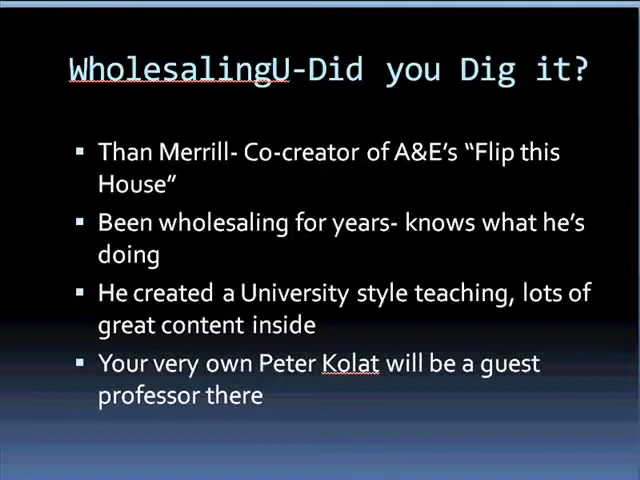 WholesalingU-Did you Dig it?
▪ Than Merrill- Co-creator of A&E’s “Flip this
House”
▪ Been wholesaling for years- knows what he’s
doing
▪ He created a University style teaching, lots of
great content inside
▪ Your very own Peter Kolat will be a guest
professor there